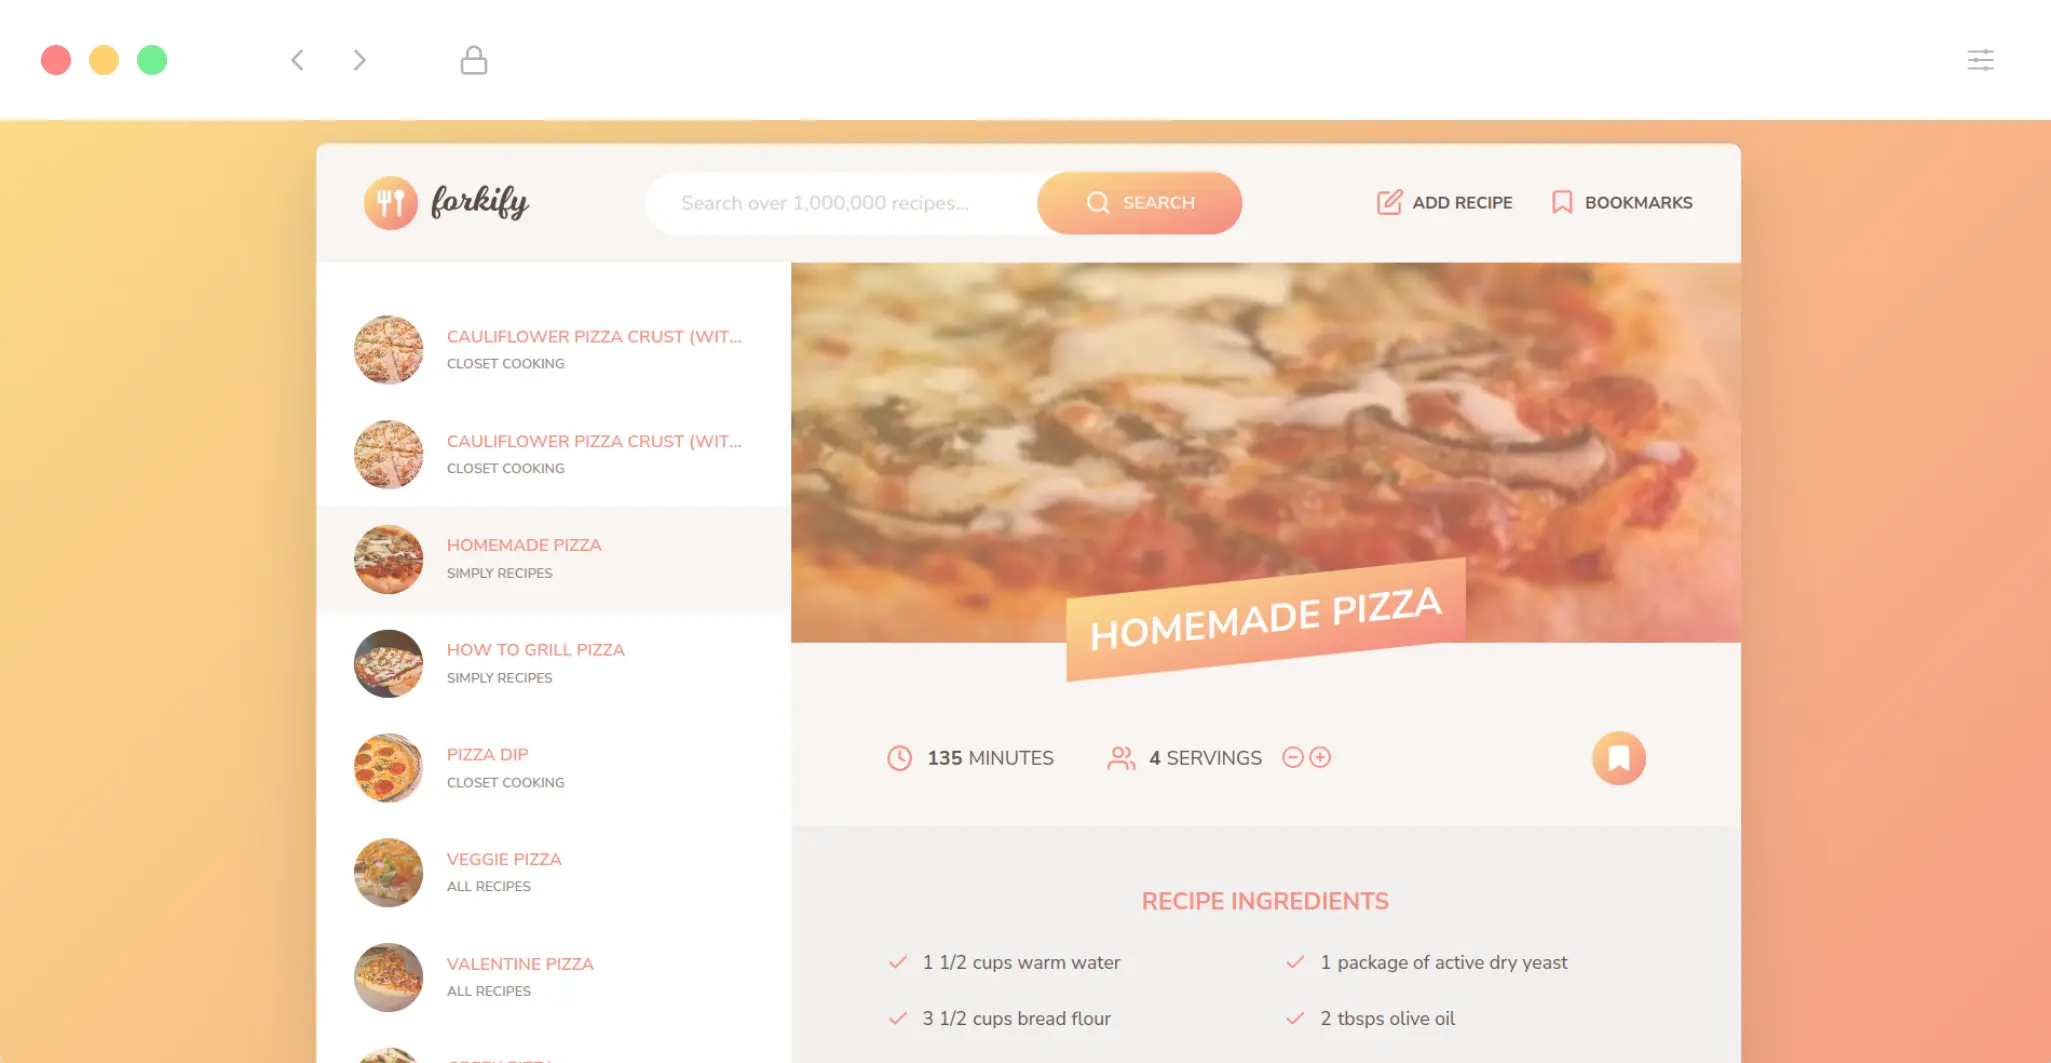 forkify
Search over 1,000,000 recipes...
SEARCH
ADD RECIPE
BOOKMARKS
CAULIFLOWER PIZZA CRUST (WIT...
CLOSET COOKING
CAULIFLOWER PIZZA CRUST (WIT...
CLOSET COOKING
HOMEMADE PIZZA
SIMPLY RECIPES
HOW TO GRILL PIZZA
SIMPLY RECIPES
PIZZA DIP
CLOSET COOKING
VEGGIE PIZZA
ALL RECIPES
VALENTINE PIZZA
ALL RECIPES
HOMEMADE PIZZA
135 MINUTES
4 SERVINGS
RECIPE INGREDIENTS
1 1/2 cups warm water
1 package of active dry yeast
3 1/2 cups bread flour
2 tbsps olive oil